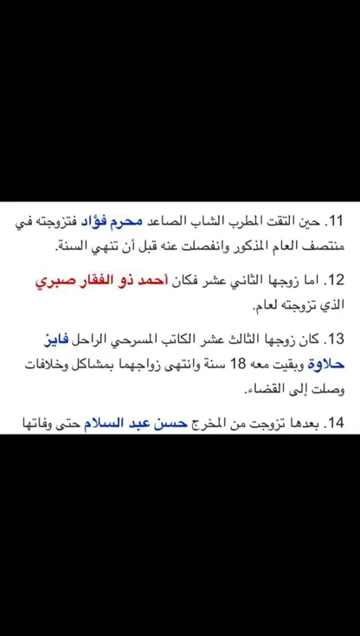 11. حين التقت المطرب الشاب الصاعد محرم فؤاد فتزوجته في
منتصف العام المذكور وانفصلت عنه قبل أن تنهي السنة.
12. اما زوجها الثاني عشر فكان أحمد ذو الفقار صبري
الذي تزوجته لعام.
13. كان زوجها الثالث عشر الكاتب المسرحي الراحل فايز
حلاوة وبقيت معه 18 سنة وانتهى زواجهما بمشاكل وخلافات
وصلت إلى القضاء.
14. بعدها تزوجت من المخرج حسن عبد السلام حتى وفاتها